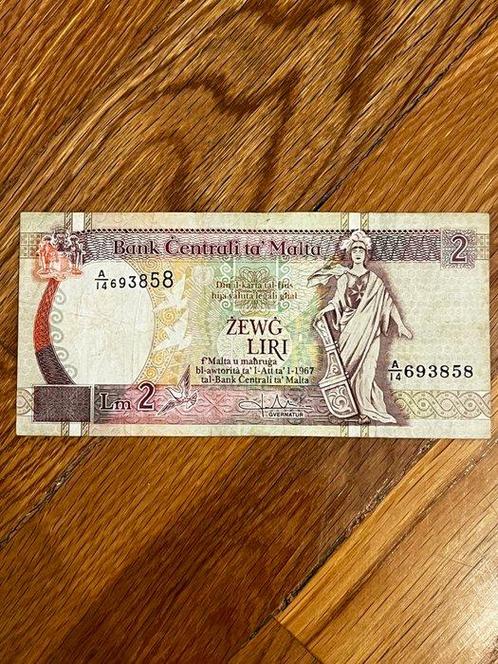 Bank Ċentrali ta' Malta
2
A/14 693858
Din il-karta tal-flus
hija valuta legali għal
ŻEWĠ
LIRI
f'Malta u maħruġa
bl-awtorità ta' l-Att ta' l-1967
tal-Bank Ċentrali ta' Malta
A/14 693858
Lm 2
GVERNATUR